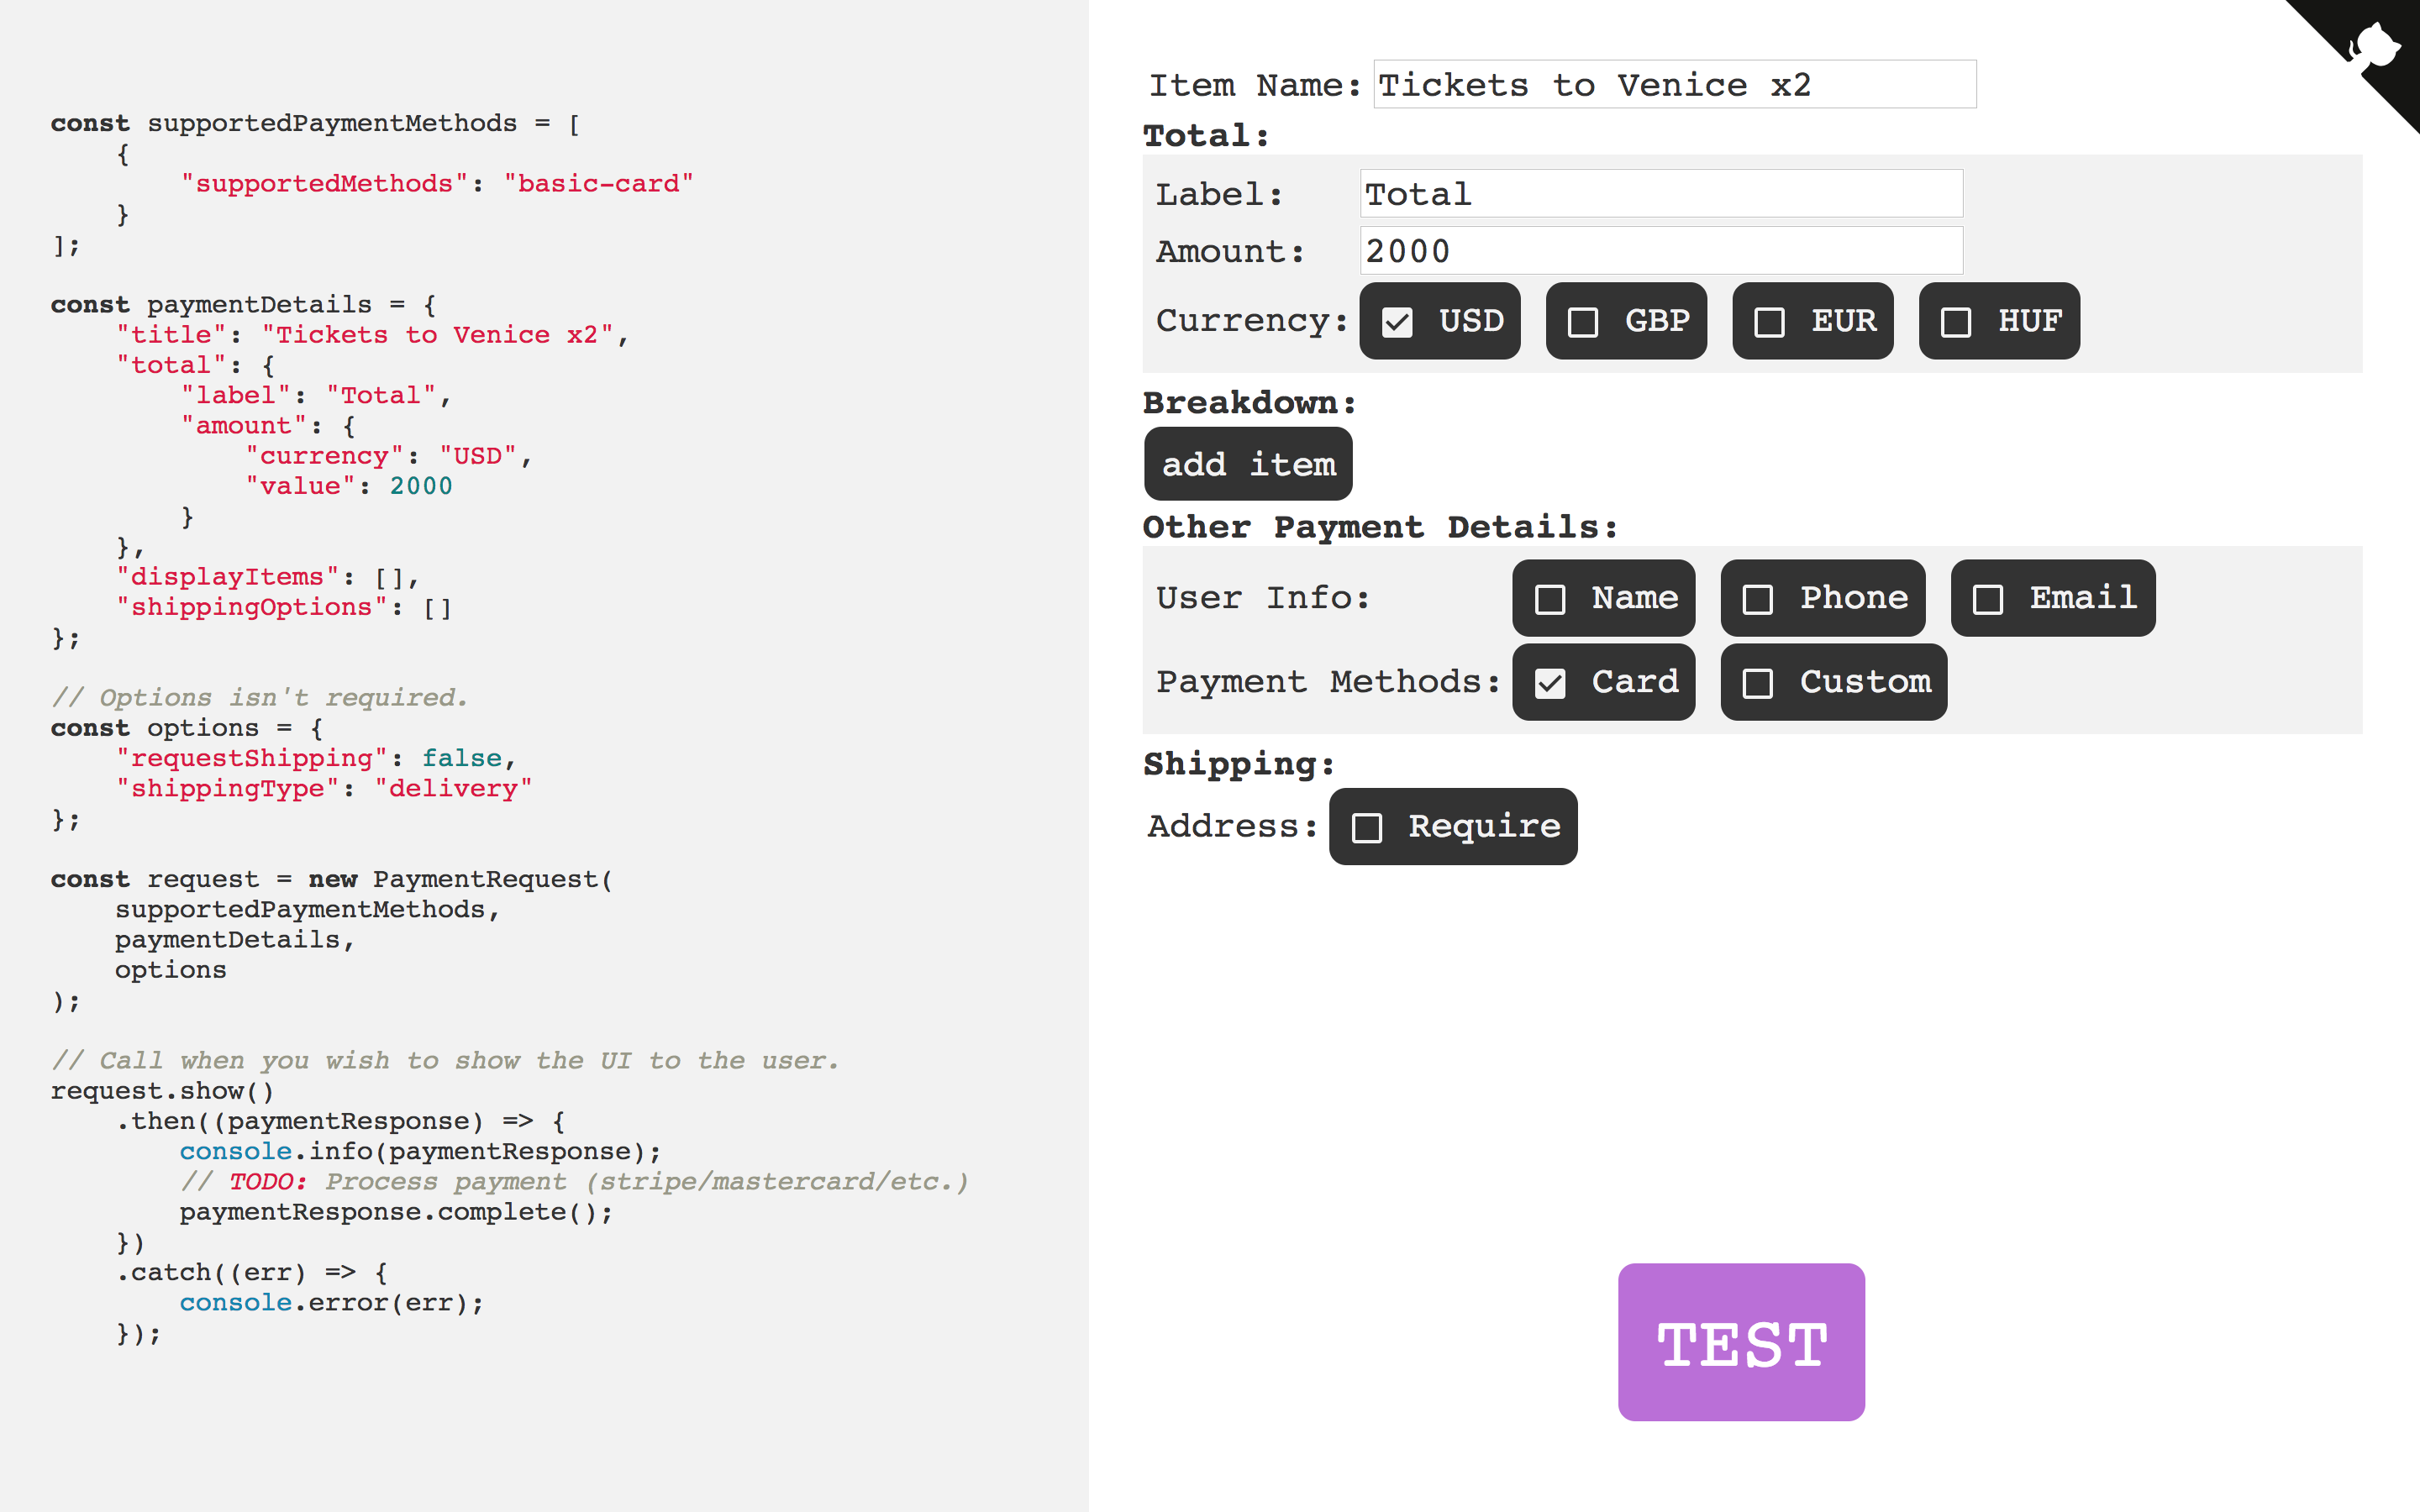 const supportedPaymentMethods = [
    {
        "supportedMethods": "basic-card"
    }
];

const paymentDetails = {
    "title": "Tickets to Venice x2",
    "total": {
        "label": "Total",
        "amount": {
            "currency": "USD",
            "value": 2000
        }
    },
    "displayItems": [],
    "shippingOptions": []
};

// Options isn't required.
const options = {
    "requestShipping": false,
    "shippingType": "delivery"
};

const request = new PaymentRequest(
    supportedPaymentMethods,
    paymentDetails,
    options
);

// Call when you wish to show the UI to the user.
request.show()
    .then((paymentResponse) => {
        console.info(paymentResponse);
        // TODO: Process payment (stripe/mastercard/etc.)
        paymentResponse.complete();
    })
    .catch((err) => {
        console.error(err);
    });
Item Name: Tickets to Venice x2
Total:
Label: Total
Amount: 2000
Currency: USD GBP EUR HUF
Breakdown:
add item
Other Payment Details:
User Info: Name Phone Email
Payment Methods: Card Custom
Shipping:
Address: Require
TEST